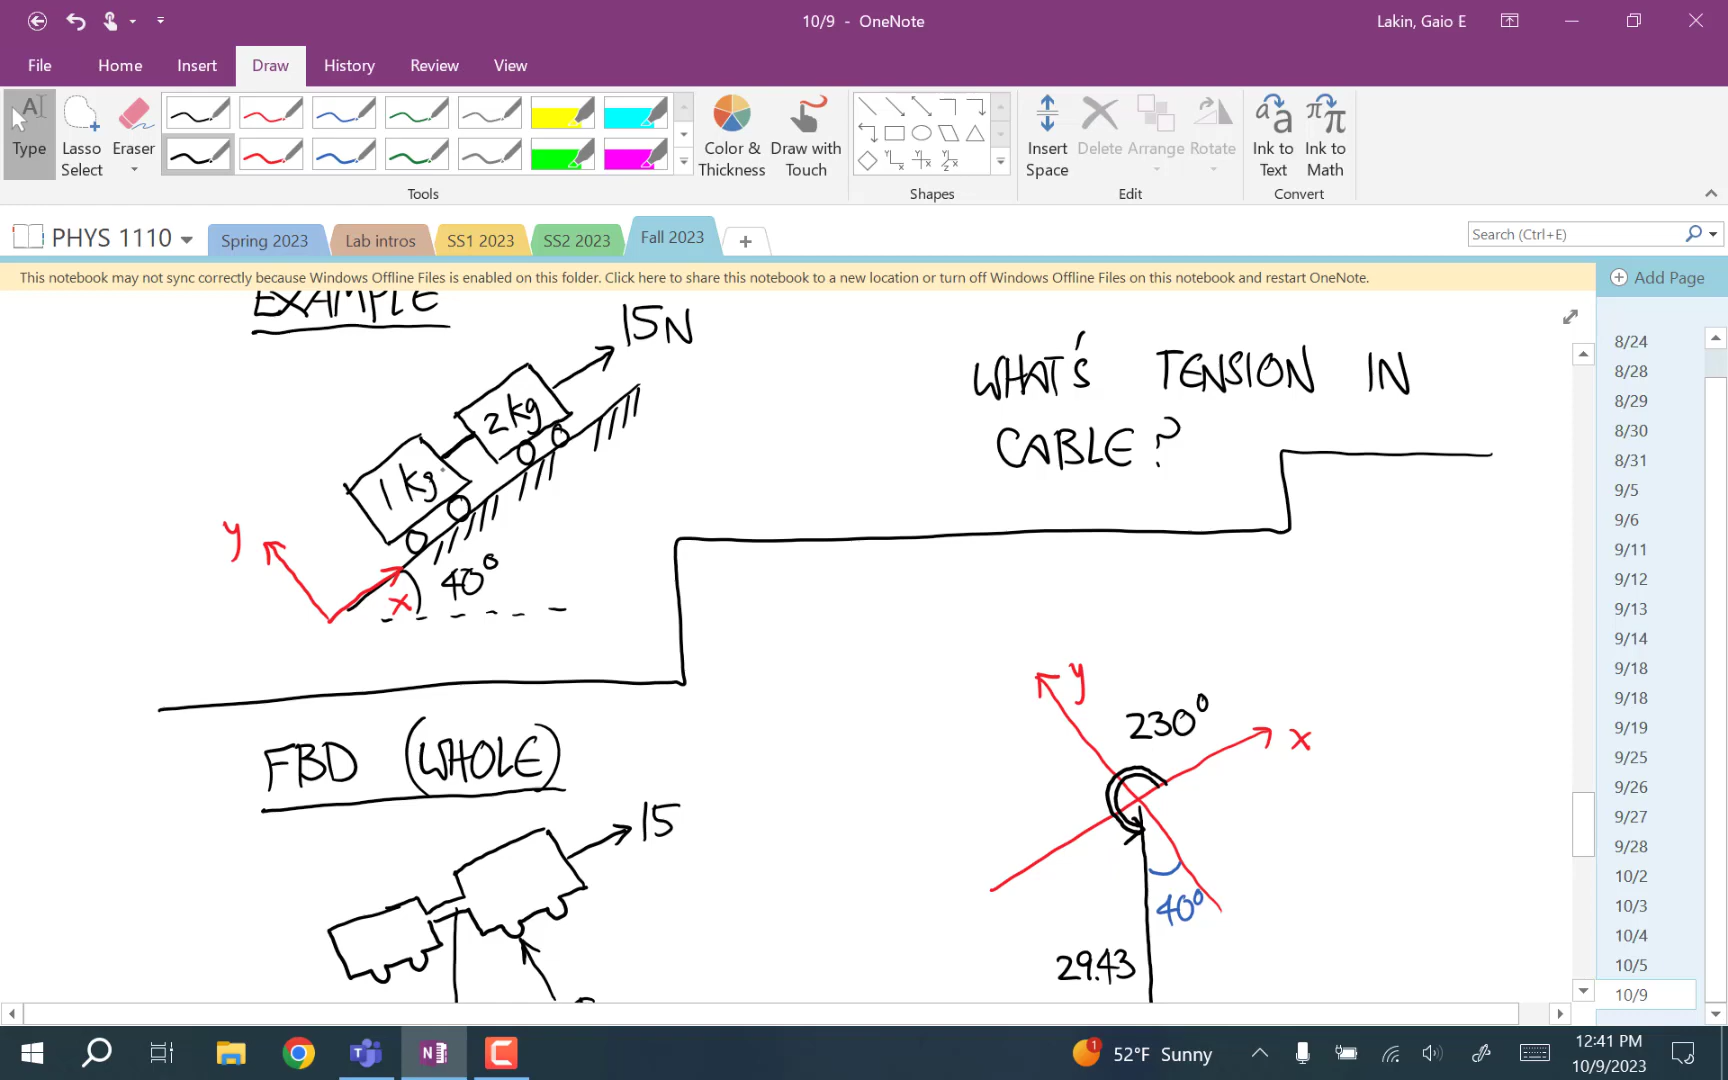 10/9 - OneNote
Lakin, Gaio E
File Home Insert Draw History Review View
Type
Lasso Select
Eraser
Color & Thickness
Draw with Touch
Insert Space
Delete
Arrange
Rotate
Ink to Text
Ink to Math
Tools
Shapes
Edit
Convert
PHYS 1110
Spring 2023
Lab intros
SS1 2023
SS2 2023
Fall 2023
Search (Ctrl+E)
This notebook may not sync correctly because Windows Offline Files is enabled on this folder. Click here to share this notebook to a new location or turn off Windows Offline Files on this notebook and restart OneNote.
Add Page
EXAMPLE
15N
2kg
1kg
y
x
40°
WHAT'S TENSION IN
CABLE?
FBD (WHOLE)
15
y
230°
x
40°
29.43
8/24
8/28
8/29
8/30
8/31
9/5
9/6
9/11
9/12
9/13
9/14
9/18
9/18
9/19
9/25
9/26
9/27
9/28
10/2
10/3
10/4
10/5
10/9
1
52°F Sunny
12:41 PM
10/9/2023